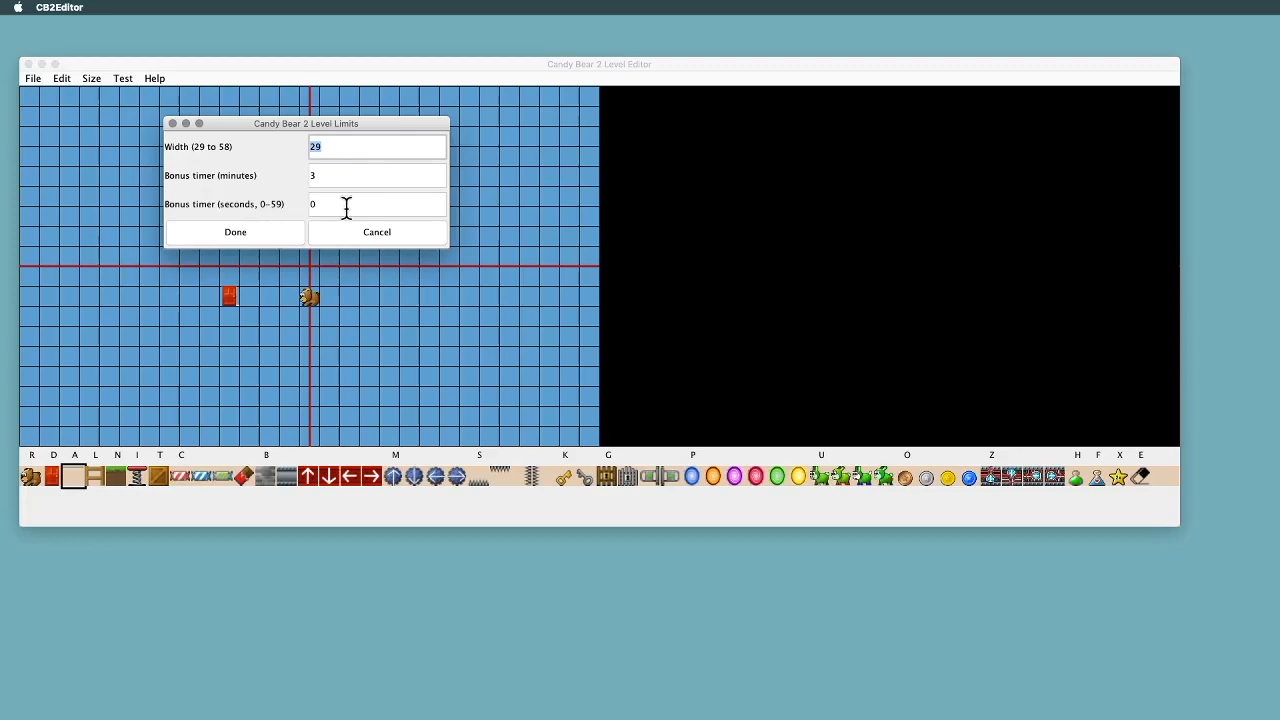 CB2Editor
Candy Bear 2 Level Editor
File Edit Size Test Help
Candy Bear 2 Level Limits
Width (29 to 58) 29
Bonus timer (minutes) 3
Bonus timer (seconds, 0-59) 0
Done Cancel
R D A L N I T C B M S K G P U O Z H F X E